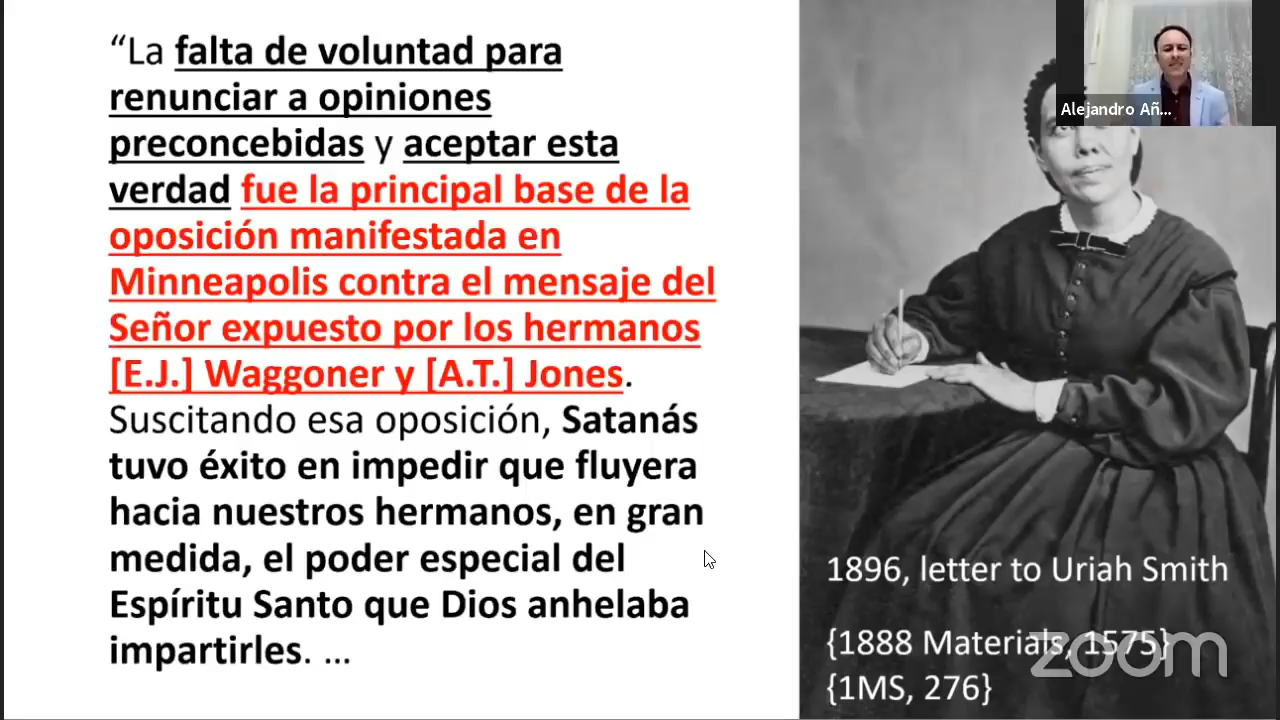 “La falta de voluntad para
renunciar a opiniones
preconcebidas y aceptar esta
verdad fue la principal base de la
oposición manifestada en
Minneapolis contra el mensaje del
Señor expuesto por los hermanos
[E.J.] Waggoner y [A.T.] Jones.
Suscitando esa oposición, Satanás
tuvo éxito en impedir que fluyera
hacia nuestros hermanos, en gran
medida, el poder especial del
Espíritu Santo que Dios anhelaba
impartirles. ...
Alejandro Añ...
1896, letter to Uriah Smith
{1888 Materials, 1575}
{1MS, 276}
zoom